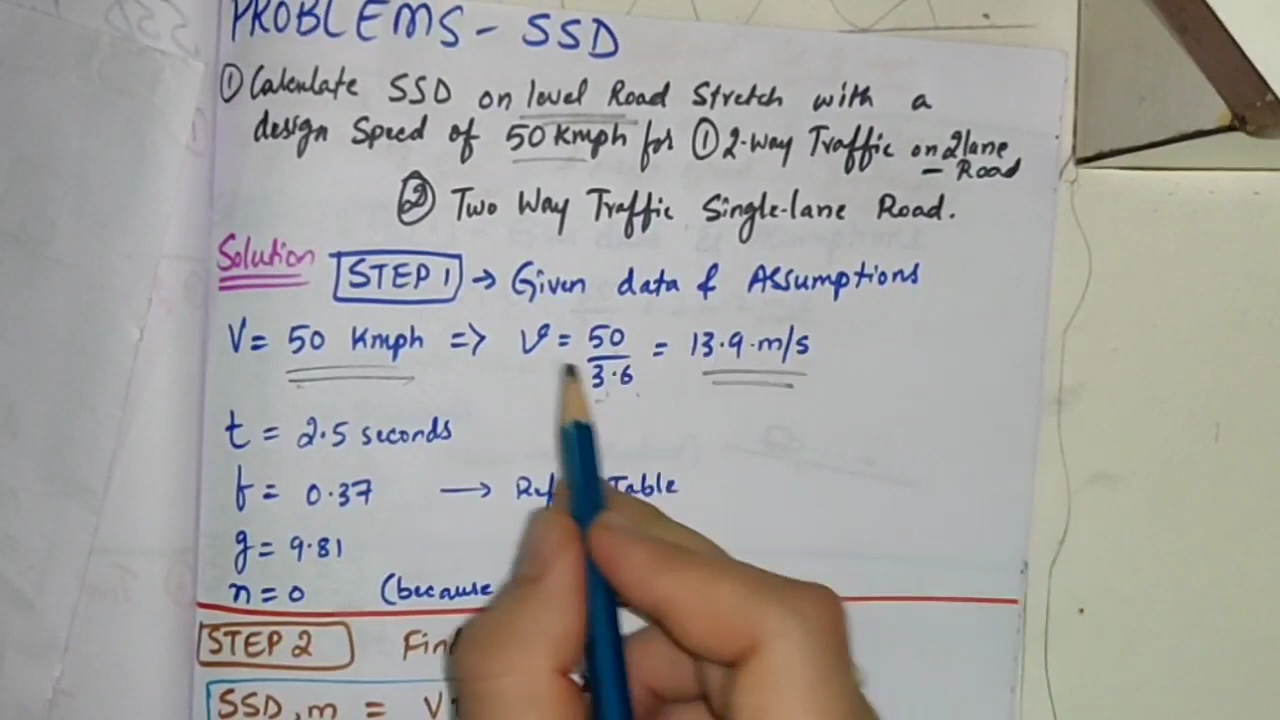 PROBLEMS - SSD
① Calculate SSD on level Road Stretch with a
design Speed of 50 Kmph for ① 2-way Traffic on 2lane
- Road
② Two Way Traffic Single-lane Road.
Solution STEP 1 → Given data & Assumptions
V = 50 Kmph => v = 50/3.6 = 13.9 m/s
t = 2.5 seconds
f = 0.37 → Table
g = 9.81
n = 0 (because
STEP 2
SSD, m = V